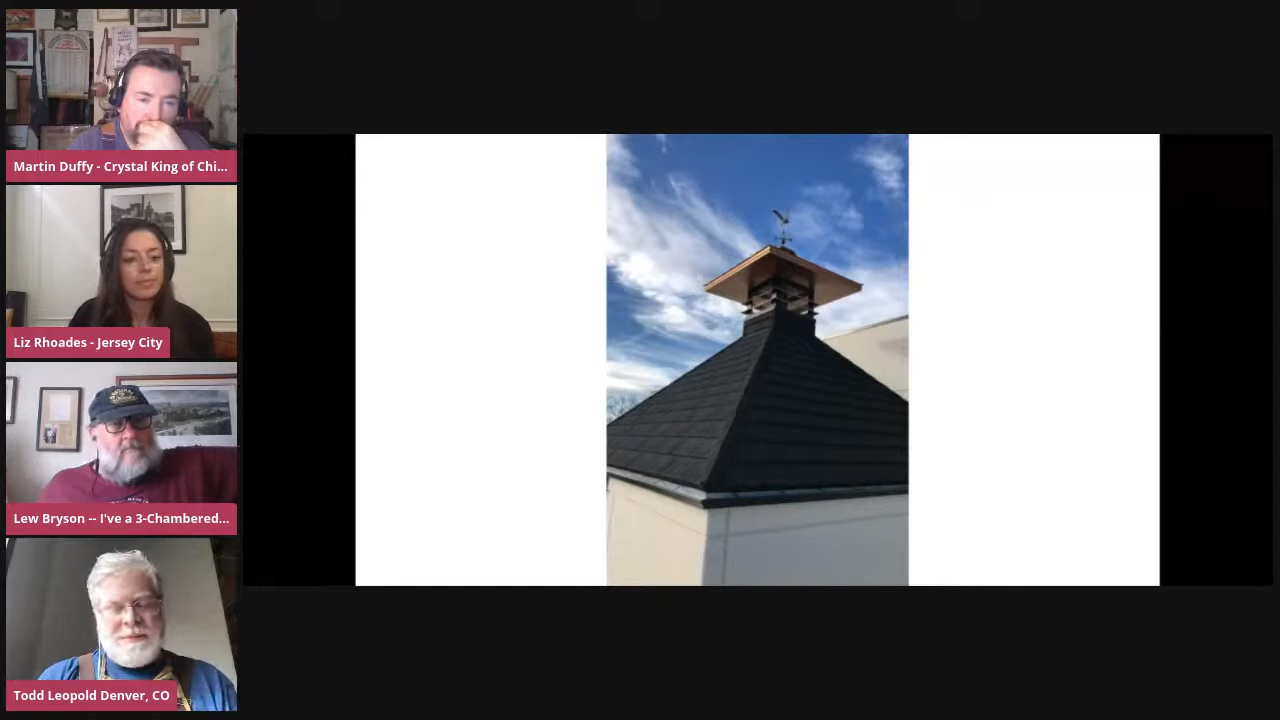 Martin Duffy - Crystal King of Chi...
Liz Rhoades - Jersey City
Lew Bryson -- I've a 3-Chambered...
Todd Leopold Denver, CO